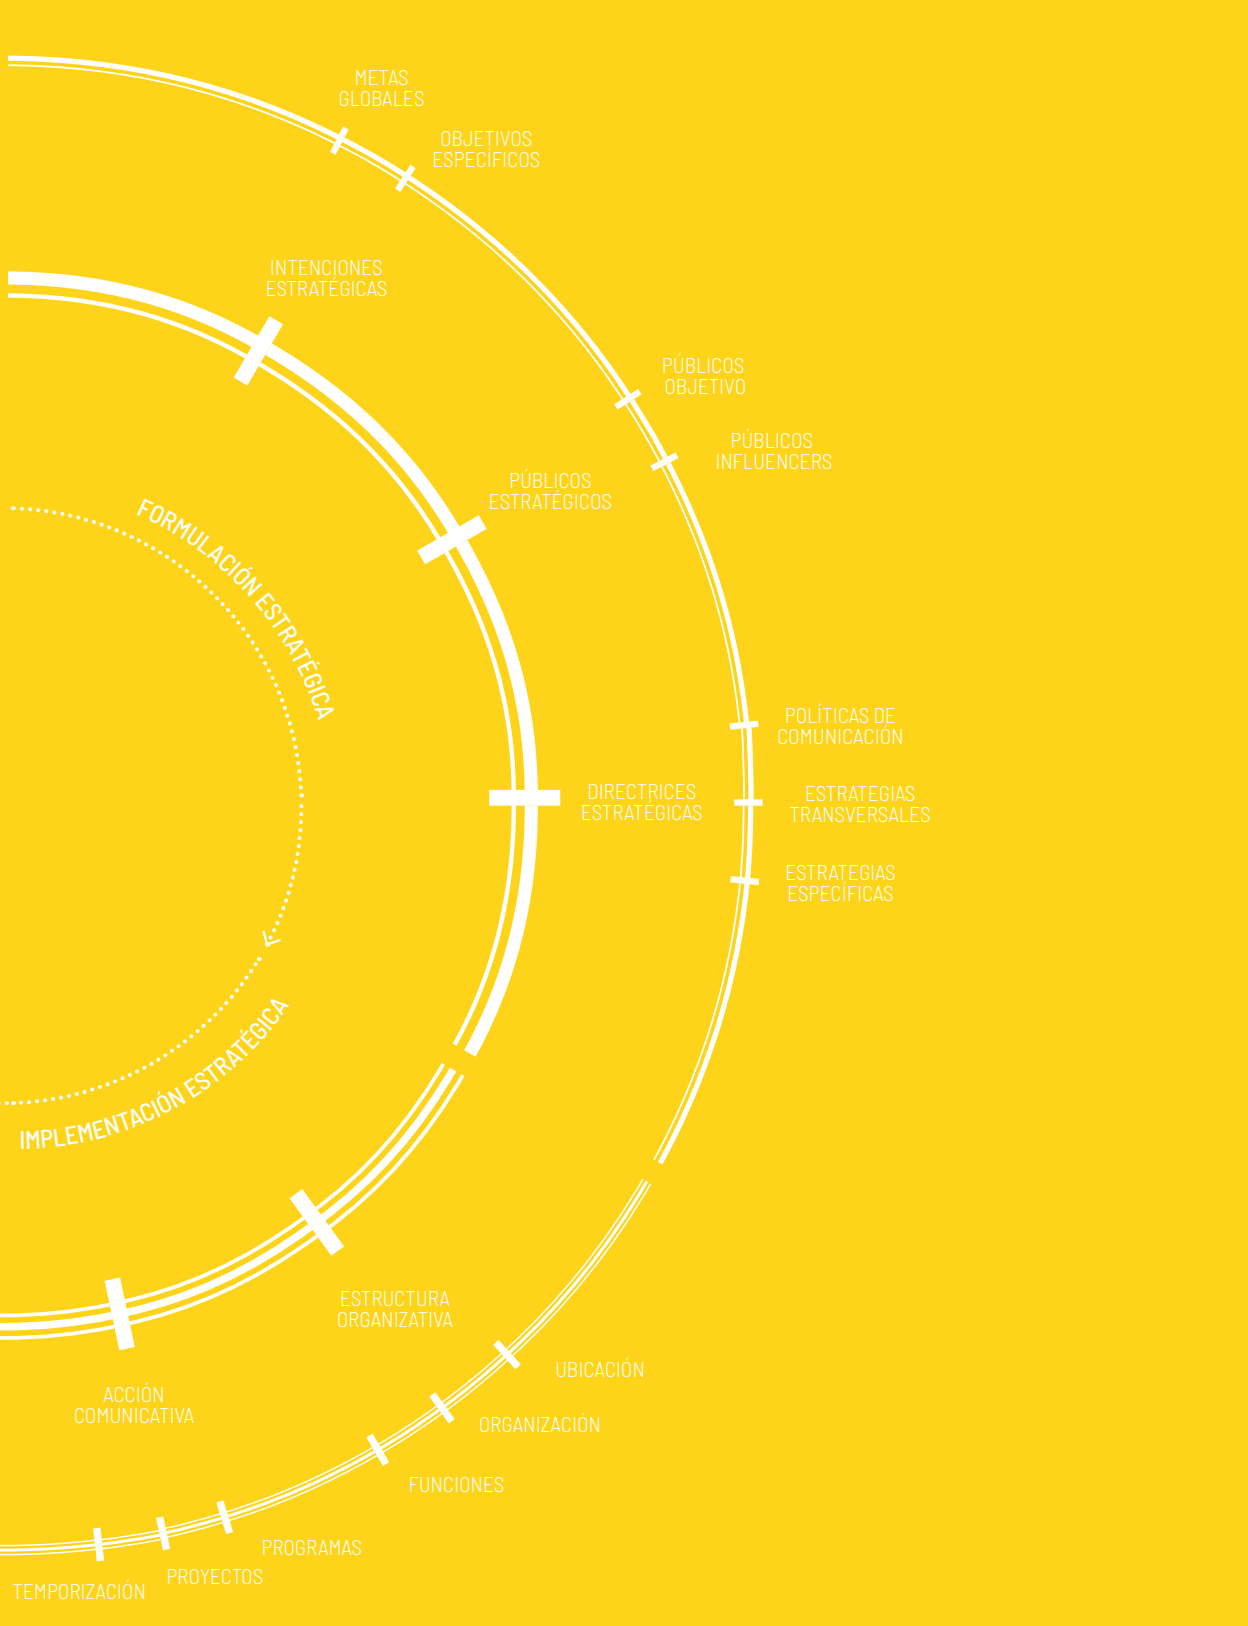 METAS
GLOBALES
OBJETIVOS
ESPECÍFICOS
INTENCIONES
ESTRATÉGICAS
PÚBLICOS
OBJETIVO
PÚBLICOS
INFLUENCERS
PÚBLICOS
ESTRATÉGICOS
FORMULACIÓN ESTRATÉGICA
POLÍTICAS DE
COMUNICACIÓN
DIRECTRICES
ESTRATÉGICAS
ESTRATEGIAS
TRANSVERSALES
ESTRATEGIAS
ESPECÍFICAS
IMPLEMENTACIÓN ESTRATÉGICA
ESTRUCTURA
ORGANIZATIVA
UBICACIÓN
ACCIÓN
COMUNICATIVA
ORGANIZACIÓN
FUNCIONES
PROGRAMAS
PROYECTOS
TEMPORIZACIÓN